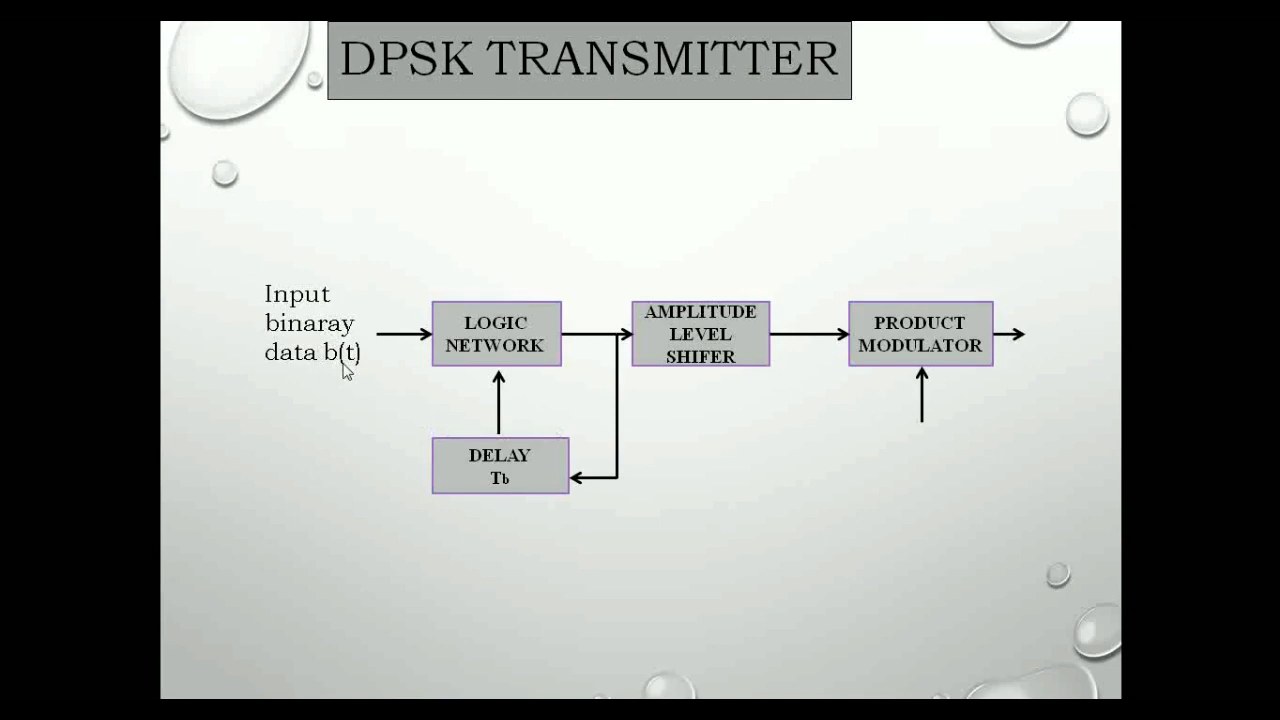 DPSK TRANSMITTER
Input
binaray
data b(t)
LOGIC
NETWORK
AMPLITUDE
LEVEL
SHIFER
PRODUCT
MODULATOR
DELAY
Tb